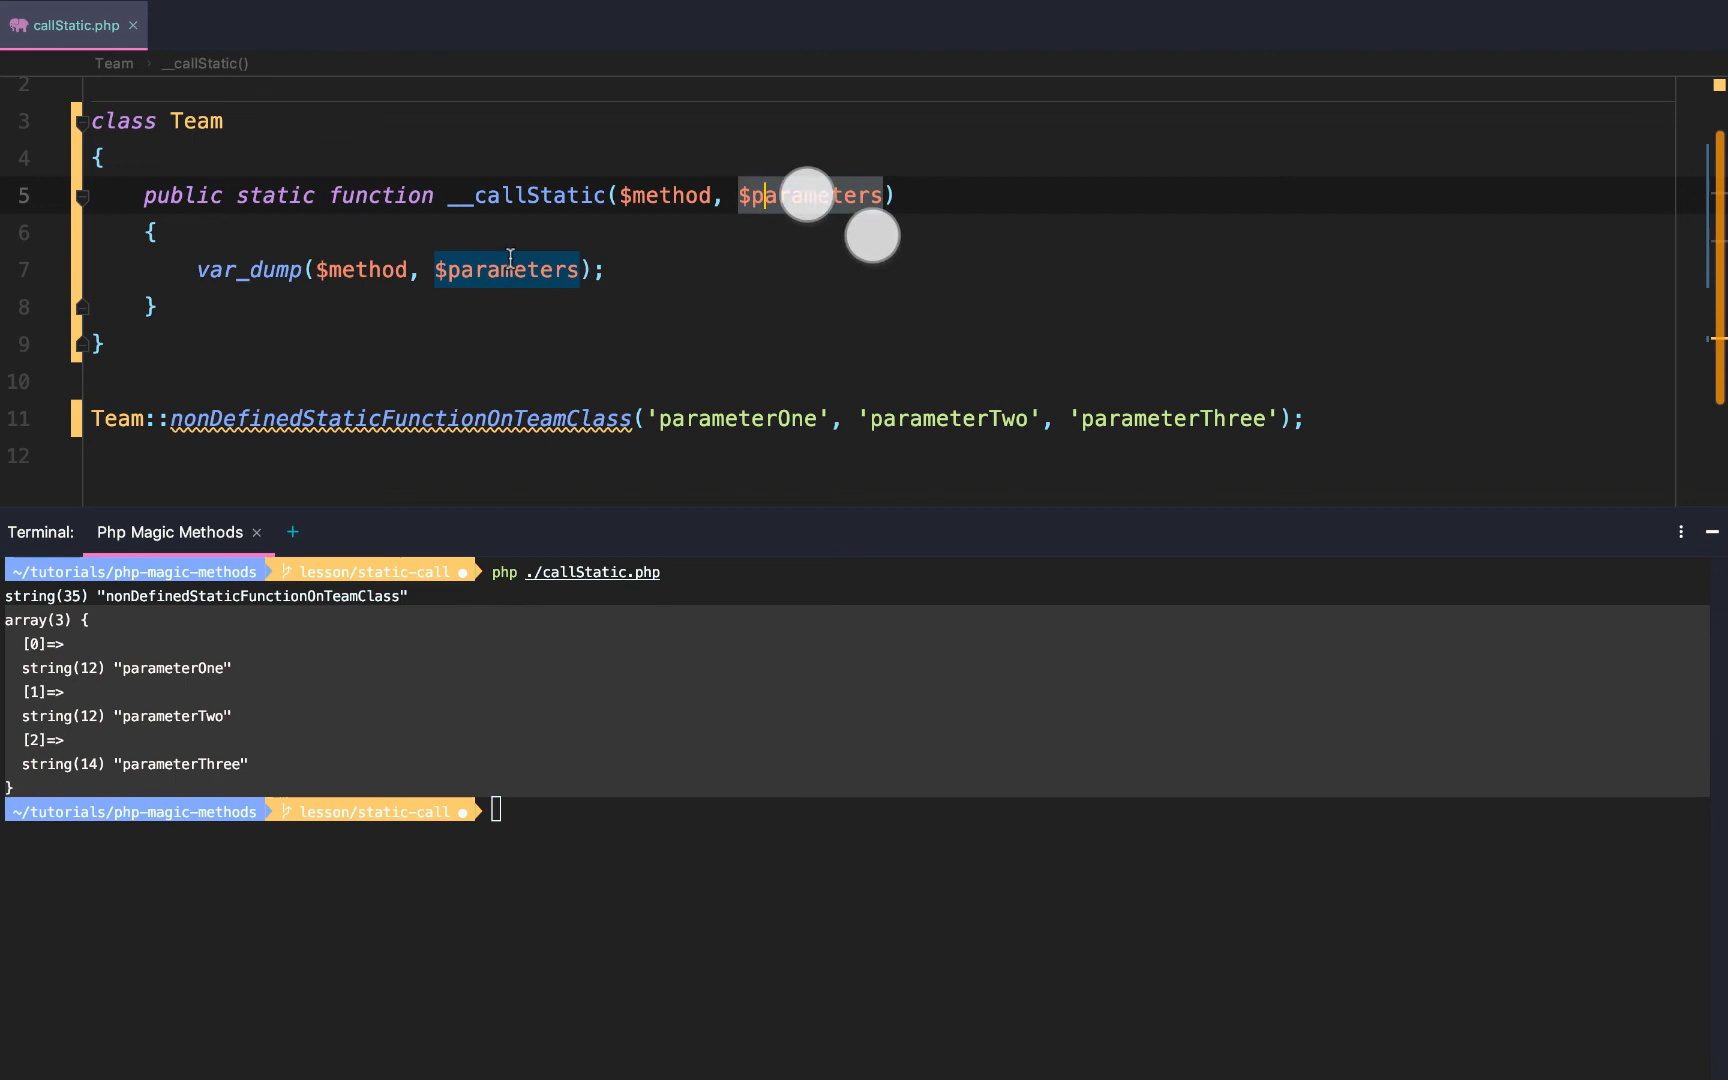 callStatic.php ×
Team › __callStatic()
2
3 class Team
4 {
5 public static function __callStatic($method, $parameters)
6 {
7 var_dump($method, $parameters);
8 }
9 }
10
11 Team::nonDefinedStaticFunctionOnTeamClass('parameterOne', 'parameterTwo', 'parameterThree');
12
Terminal: Php Magic Methods × +
~/tutorials/php-magic-methods lesson/static-call ● php ./callStatic.php
string(35) "nonDefinedStaticFunctionOnTeamClass"
array(3) {
[0]=>
string(12) "parameterOne"
[1]=>
string(12) "parameterTwo"
[2]=>
string(14) "parameterThree"
}
~/tutorials/php-magic-methods lesson/static-call ●